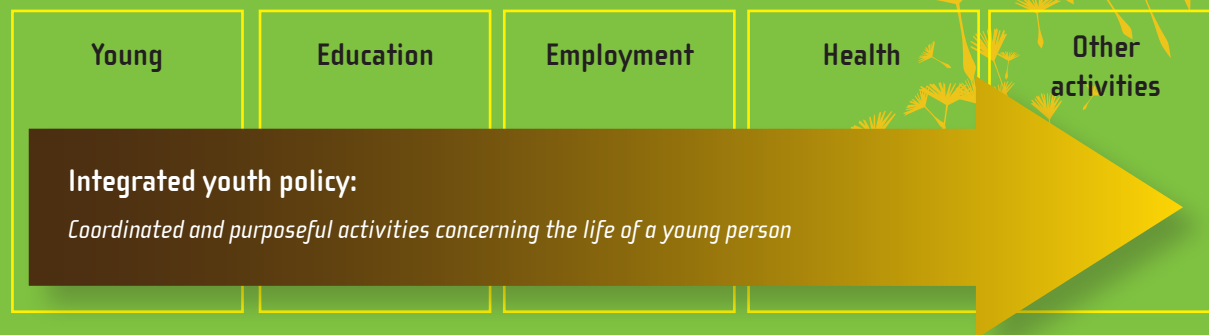 Young
Education
Employment
Health
Other
activities
Integrated youth policy:
Coordinated and purposeful activities concerning the life of a young person